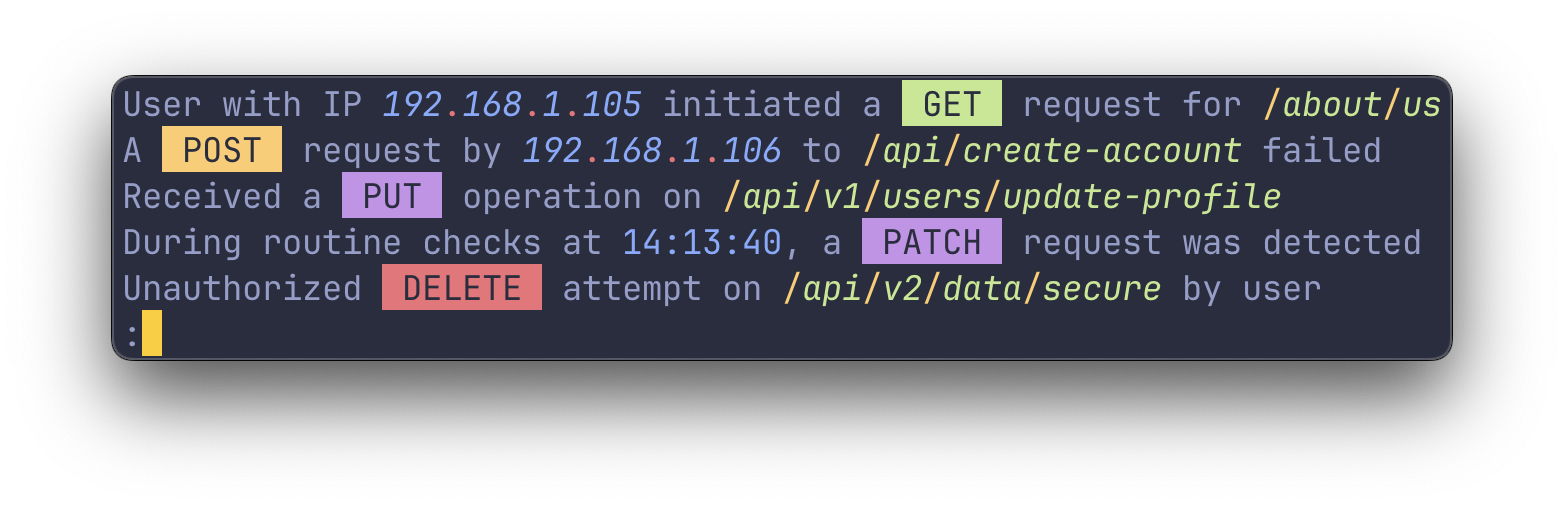 User with IP 192.168.1.105 initiated a GET request for /about/us
A POST request by 192.168.1.106 to /api/create-account failed
Received a PUT operation on /api/v1/users/update-profile
During routine checks at 14:13:40, a PATCH request was detected
Unauthorized DELETE attempt on /api/v2/data/secure by user
: